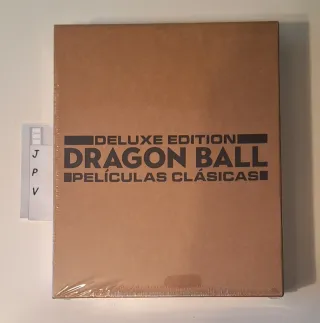 DELUXE EDITION
DRAGON BALL
PELÍCULAS CLÁSICAS
J
P
V